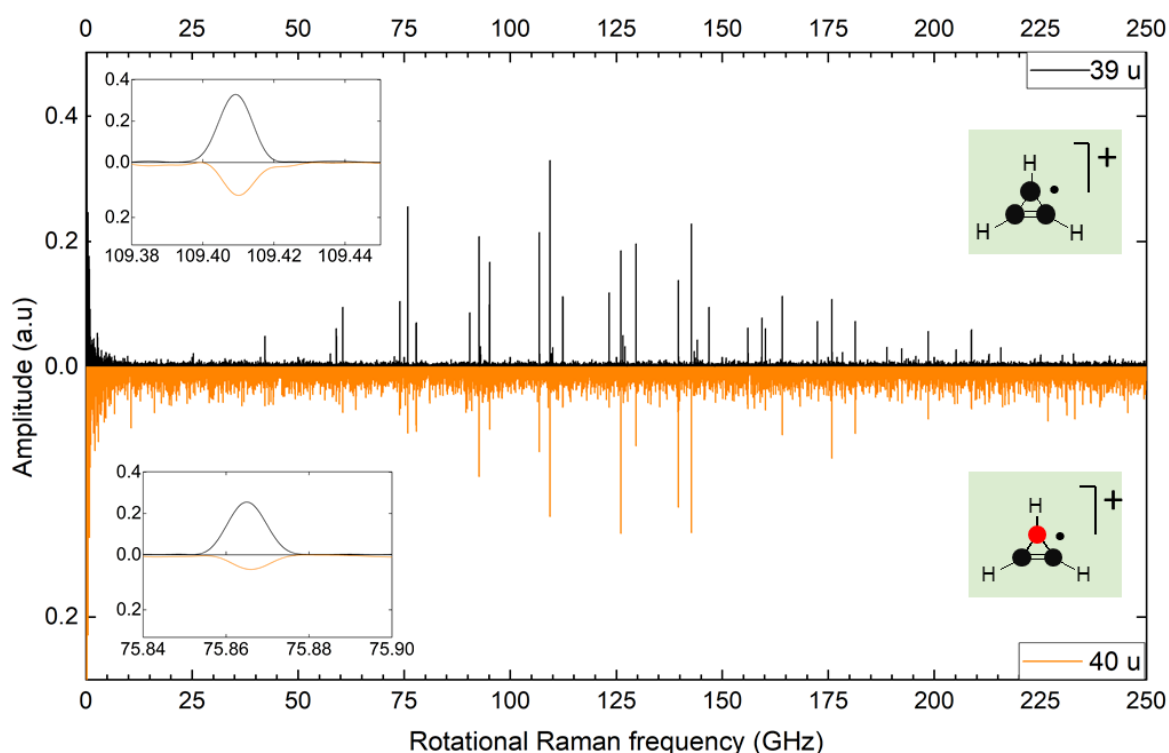 0 25 50 75 100 125 150 175 200 225 250
39 u
0.4
0.2
0.0
0.2
Amplitude (a.u)
0.4
0.2
0.0
0.2
109.38 109.40 109.42 109.44
H
H
H
+
0.4
0.2
0.0
0.2
75.84 75.86 75.88 75.90
H
H
H
+
40 u
0 25 50 75 100 125 150 175 200 225 250
Rotational Raman frequency (GHz)